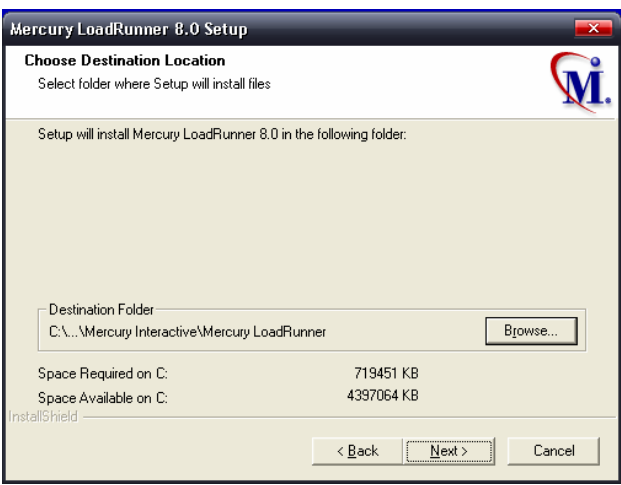 Mercury LoadRunner 8.0 Setup
Choose Destination Location
Select folder where Setup will install files
M.
Setup will install Mercury LoadRunner 8.0 in the following folder:
Destination Folder
C:\...\Mercury Interactive\Mercury LoadRunner
Browse...
Space Required on C: 719451 KB
Space Available on C: 4397064 KB
InstallShield
< Back Next > Cancel